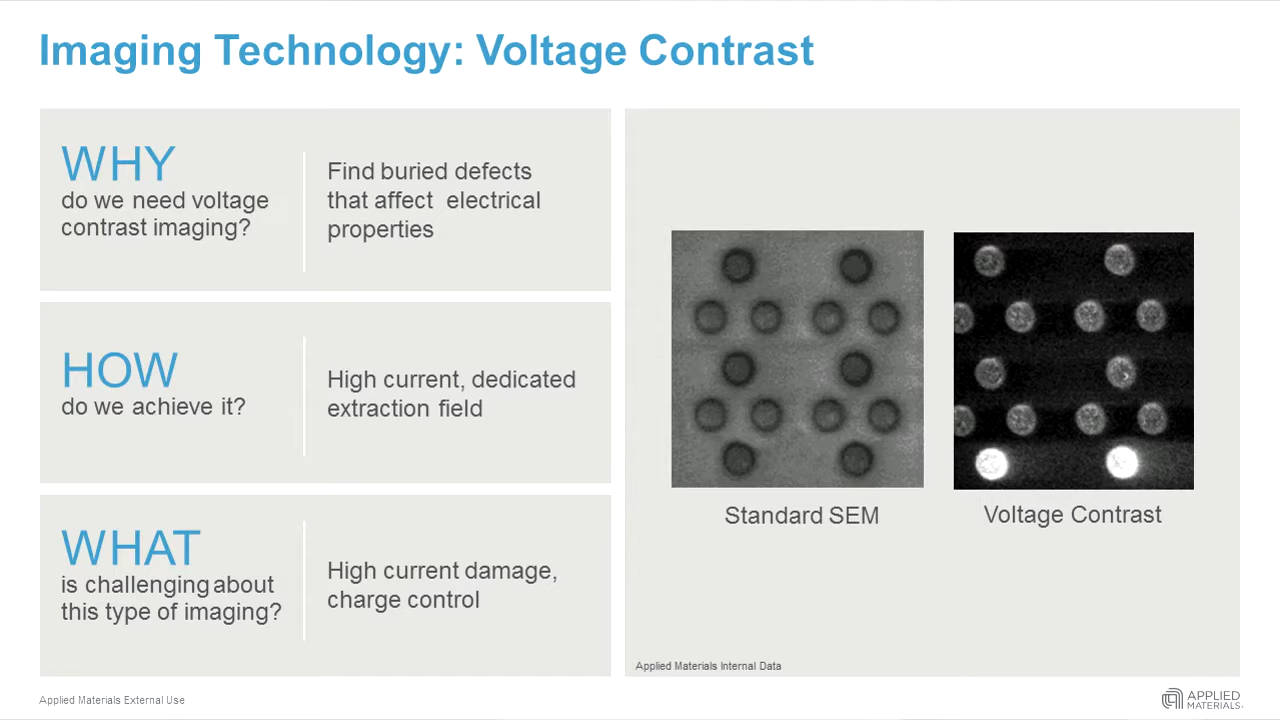 Imaging Technology: Voltage Contrast
WHY
do we need voltage
contrast imaging?
Find buried defects
that affect electrical
properties
HOW
do we achieve it?
High current, dedicated
extraction field
WHAT
is challenging about
this type of imaging?
High current damage,
charge control
Standard SEM
Voltage Contrast
Applied Materials Internal Data
Applied Materials External Use
APPLIED
MATERIALS